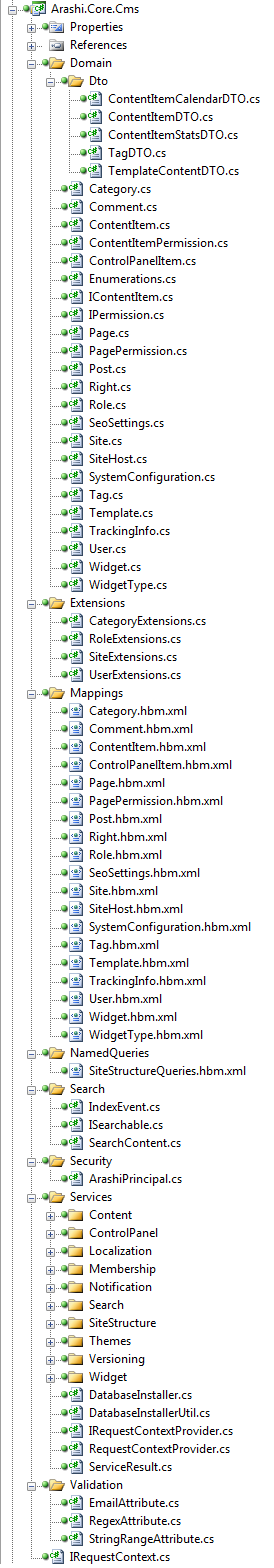 Arashi.Core.Cms
Properties
References
Domain
Dto
ContentItemCalendarDTO.cs
ContentItemDTO.cs
ContentItemStatsDTO.cs
TagDTO.cs
TemplateContentDTO.cs
Category.cs
Comment.cs
ContentItem.cs
ContentItemPermission.cs
ControlPanelItem.cs
Enumerations.cs
IContentItem.cs
IPermission.cs
Page.cs
PagePermission.cs
Post.cs
Right.cs
Role.cs
SeoSettings.cs
Site.cs
SiteHost.cs
SystemConfiguration.cs
Tag.cs
Template.cs
TrackingInfo.cs
User.cs
Widget.cs
WidgetType.cs
Extensions
CategoryExtensions.cs
RoleExtensions.cs
SiteExtensions.cs
UserExtensions.cs
Mappings
Category.hbm.xml
Comment.hbm.xml
ContentItem.hbm.xml
ControlPanelItem.hbm.xml
Page.hbm.xml
PagePermission.hbm.xml
Post.hbm.xml
Right.hbm.xml
Role.hbm.xml
SeoSettings.hbm.xml
Site.hbm.xml
SiteHost.hbm.xml
SystemConfiguration.hbm.xml
Tag.hbm.xml
Template.hbm.xml
TrackingInfo.hbm.xml
User.hbm.xml
Widget.hbm.xml
WidgetType.hbm.xml
NamedQueries
SiteStructureQueries.hbm.xml
Search
IndexEvent.cs
ISearchable.cs
SearchContent.cs
Security
ArashiPrincipal.cs
Services
Content
ControlPanel
Localization
Membership
Notification
Search
SiteStructure
Themes
Versioning
Widget
DatabaseInstaller.cs
DatabaseInstallerUtil.cs
IRequestContextProvider.cs
RequestContextProvider.cs
ServiceResult.cs
Validation
EmailAttribute.cs
RegexAttribute.cs
StringRangeAttribute.cs
IRequestContext.cs